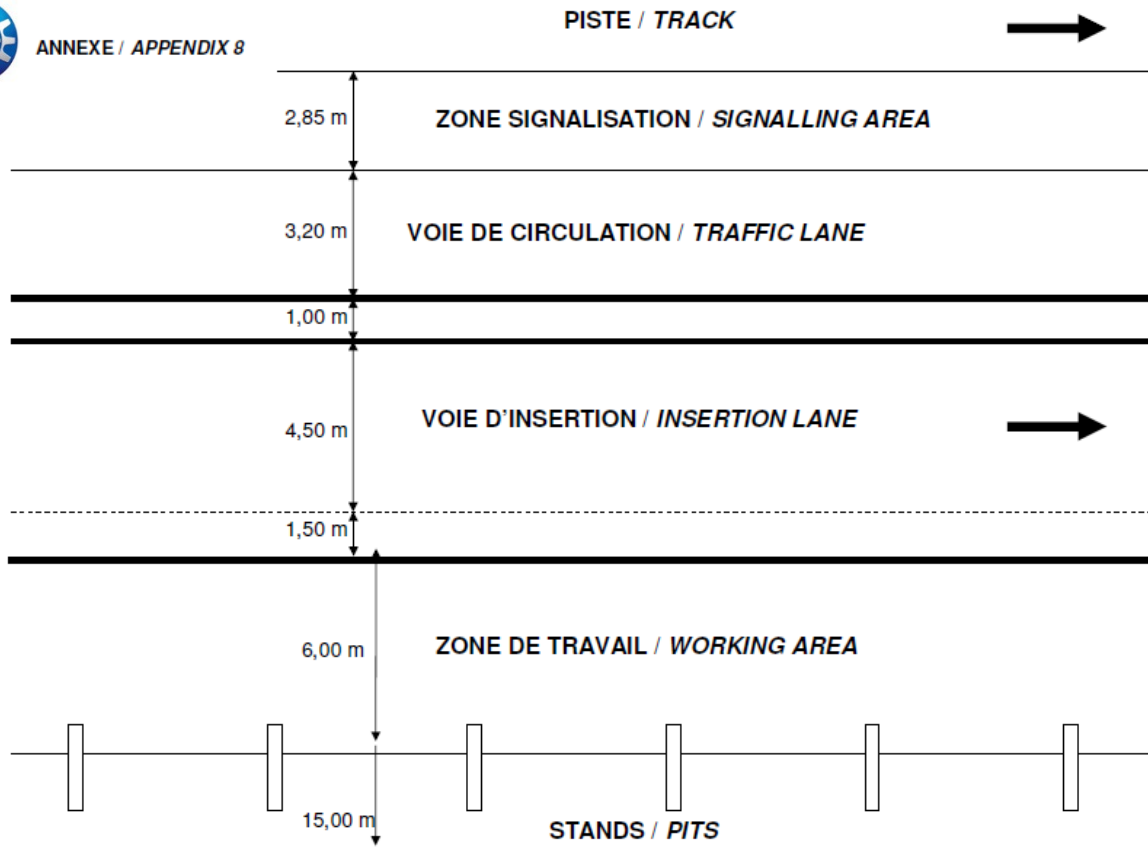 PISTE / TRACK
ANNEXE / APPENDIX 8
2,85 m
ZONE SIGNALISATION / SIGNALLING AREA
3,20 m
VOIE DE CIRCULATION / TRAFFIC LANE
1,00 m
4,50 m
VOIE D'INSERTION / INSERTION LANE
1,50 m
6,00 m
ZONE DE TRAVAIL / WORKING AREA
15,00 m
STANDS / PITS